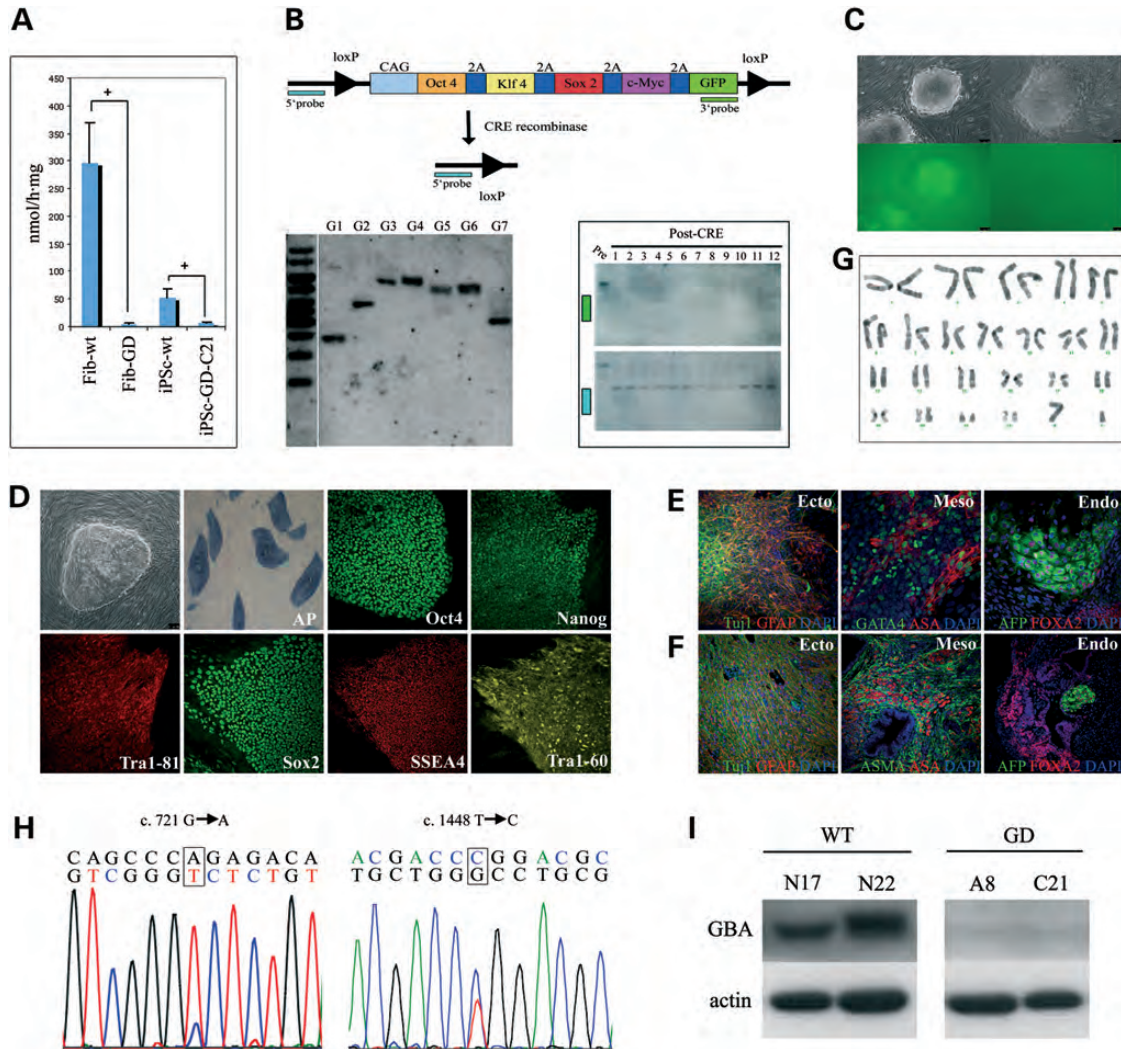 A
450
400
350
300
250
200
150
100
50
0
nmol/h·mg
+
+
Fib-wt
Fib-GD
iPSc-wt
iPSc-GD-C21
B
loxP
CAG
2A
2A
2A
2A
loxP
Oct 4
Klf 4
Sox 2
c-Myc
GFP
5'probe
3'probe
CRE recombinase
5'probe
loxP
G1 G2 G3 G4 G5 G6 G7
Post-CRE
Pre 1 2 3 4 5 6 7 8 9 10 11 12
C
G
D
AP
Oct4
Nanog
Tra1-81
Sox2
SSEA4
Tra1-60
E
Ecto
Meso
Endo
Tuj1 GFAP DAPI
GATA4 ASA DAPI
AFP FOXA2 DAPI
F
Ecto
Meso
Endo
Tuj1 GFAP DAPI
ASMA ASA DAPI
AFP FOXA2 DAPI
H
c. 721 G→A
CAGCCCAGAGACA
GTCGGGTCTCTGT
c. 1448 T→C
ACGACCCGGACGC
TGCTGGGCCTGCG
I
WT
GD
N17
N22
A8
C21
GBA
actin